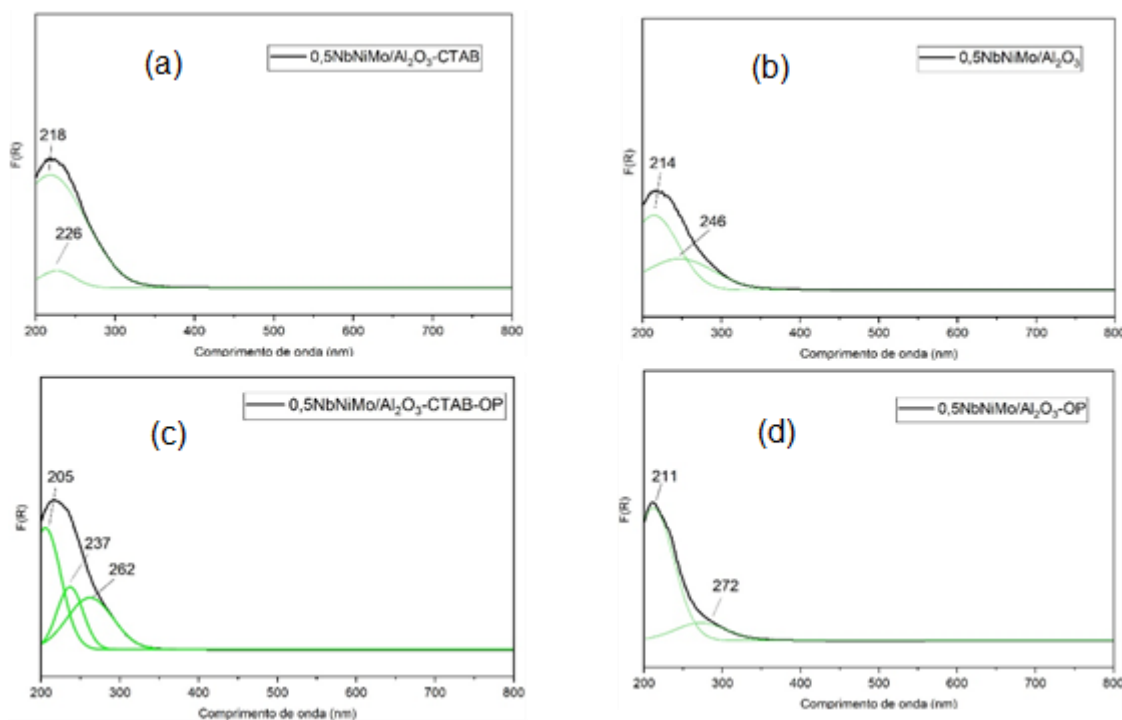 (a)
0,5NbNiMo/Al₂O₃-CTAB
218
226
F(R)
200 300 400 500 600 700 800
Comprimento de onda (nm)
(b)
0,5NbNiMo/Al₂O₃
214
246
F(R)
200 300 400 500 600 700 800
Comprimento de onda (nm)
(c)
0,5NbNiMo/Al₂O₃-CTAB-OP
205
237
262
F(R)
200 300 400 500 600 700 800
Comprimento de onda (nm)
(d)
0,5NbNiMo/Al₂O₃-OP
211
272
F(R)
200 300 400 500 600 700 800
Comprimento de onda (nm)